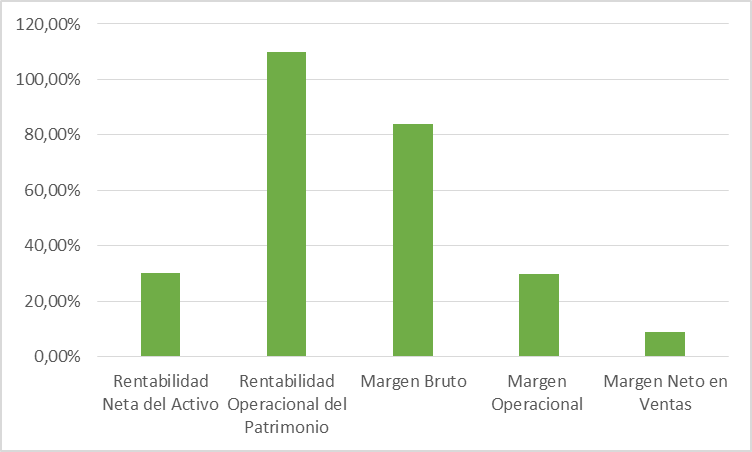 120,00%
100,00%
80,00%
60,00%
40,00%
20,00%
0,00%
Rentabilidad
Neta del Activo
Rentabilidad
Operacional del
Patrimonio
Margen Bruto
Margen
Operacional
Margen Neto en
Ventas